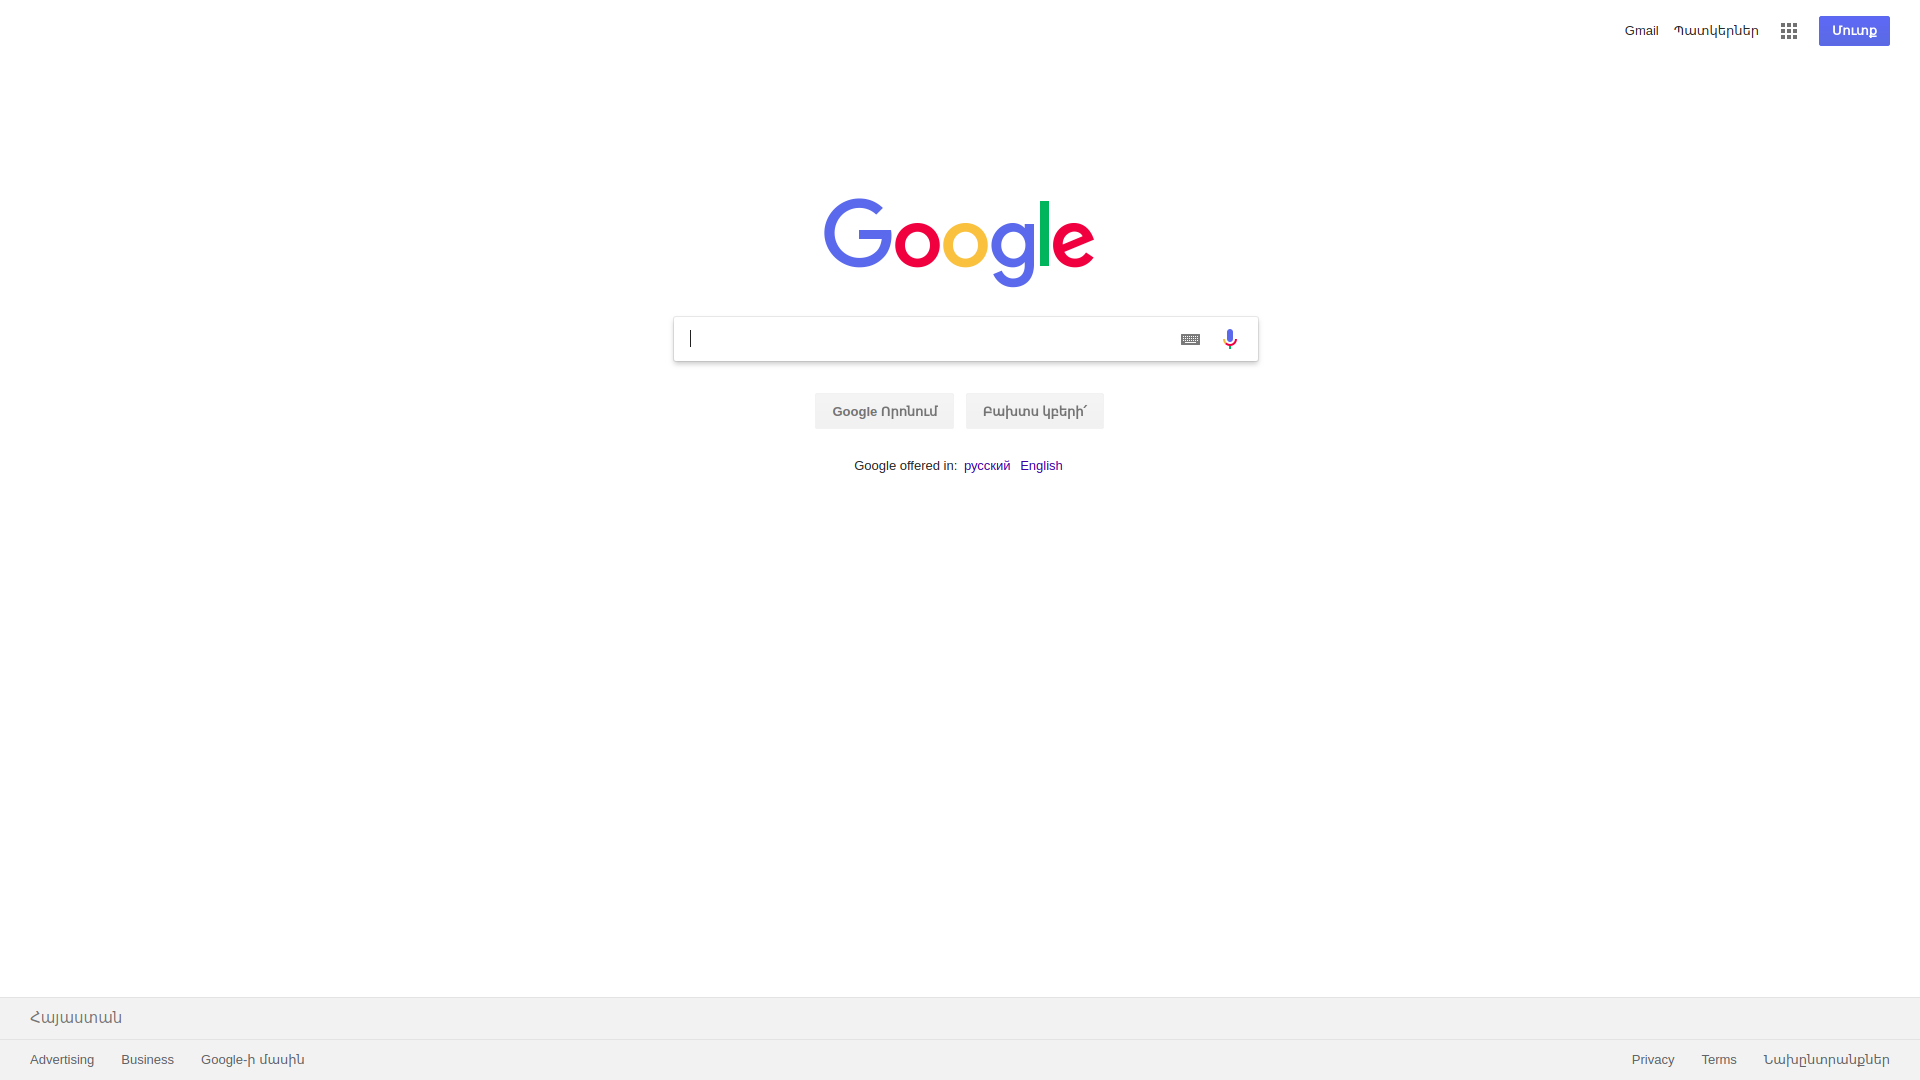 Gmail Պատկերներ Մուտք
Google
Google Որոնում Բախտս կբերի՜
Google offered in: русский English
Հայաստան
Advertising Business Google-ի մասին Privacy Terms Նախընտրանքներ